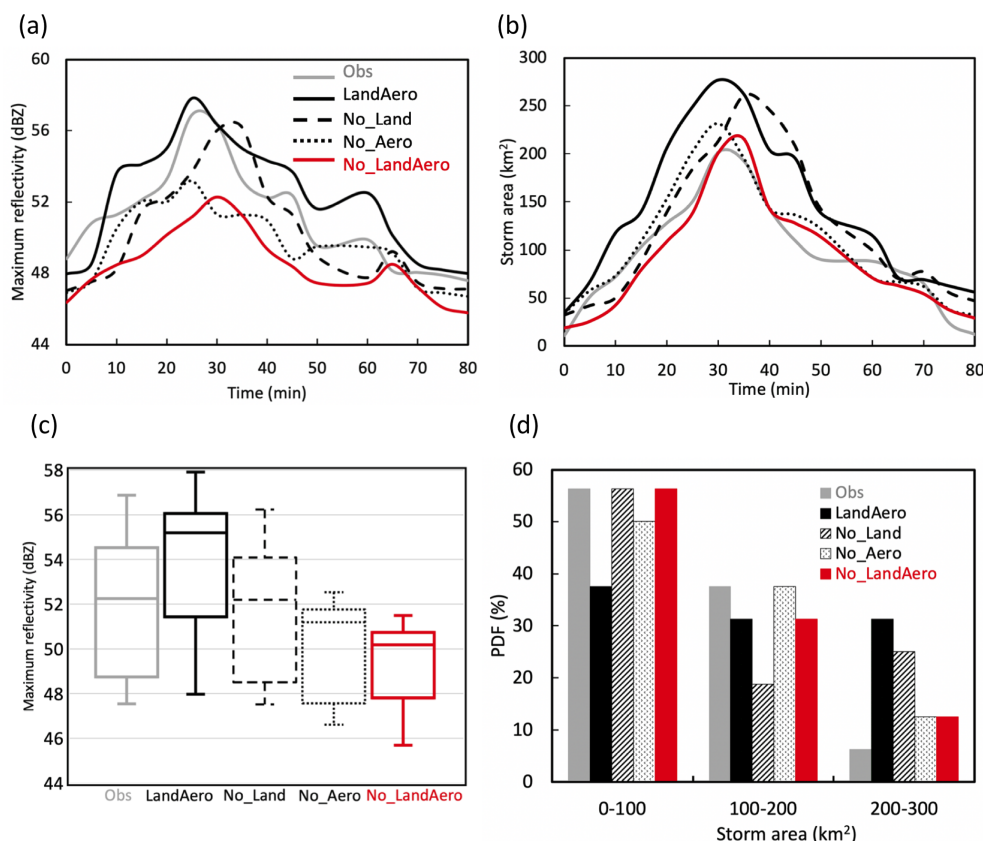 (a)
60
56
52
48
44
Maximum reflectivity (dBZ)
Obs
LandAero
No_Land
No_Aero
No_LandAero
0 10 20 30 40 50 60 70 80
Time (min)
(b)
300
250
200
150
100
50
0
Storm area (km²)
0 10 20 30 40 50 60 70 80
Time (min)
(c)
58
56
54
52
50
48
46
44
Maximum reflectivity (dBZ)
Obs LandAero No_Land No_Aero No_LandAero
(d)
60
50
40
30
20
10
0
PDF (%)
Obs
LandAero
No_Land
No_Aero
No_LandAero
0-100 100-200 200-300
Storm area (km²)